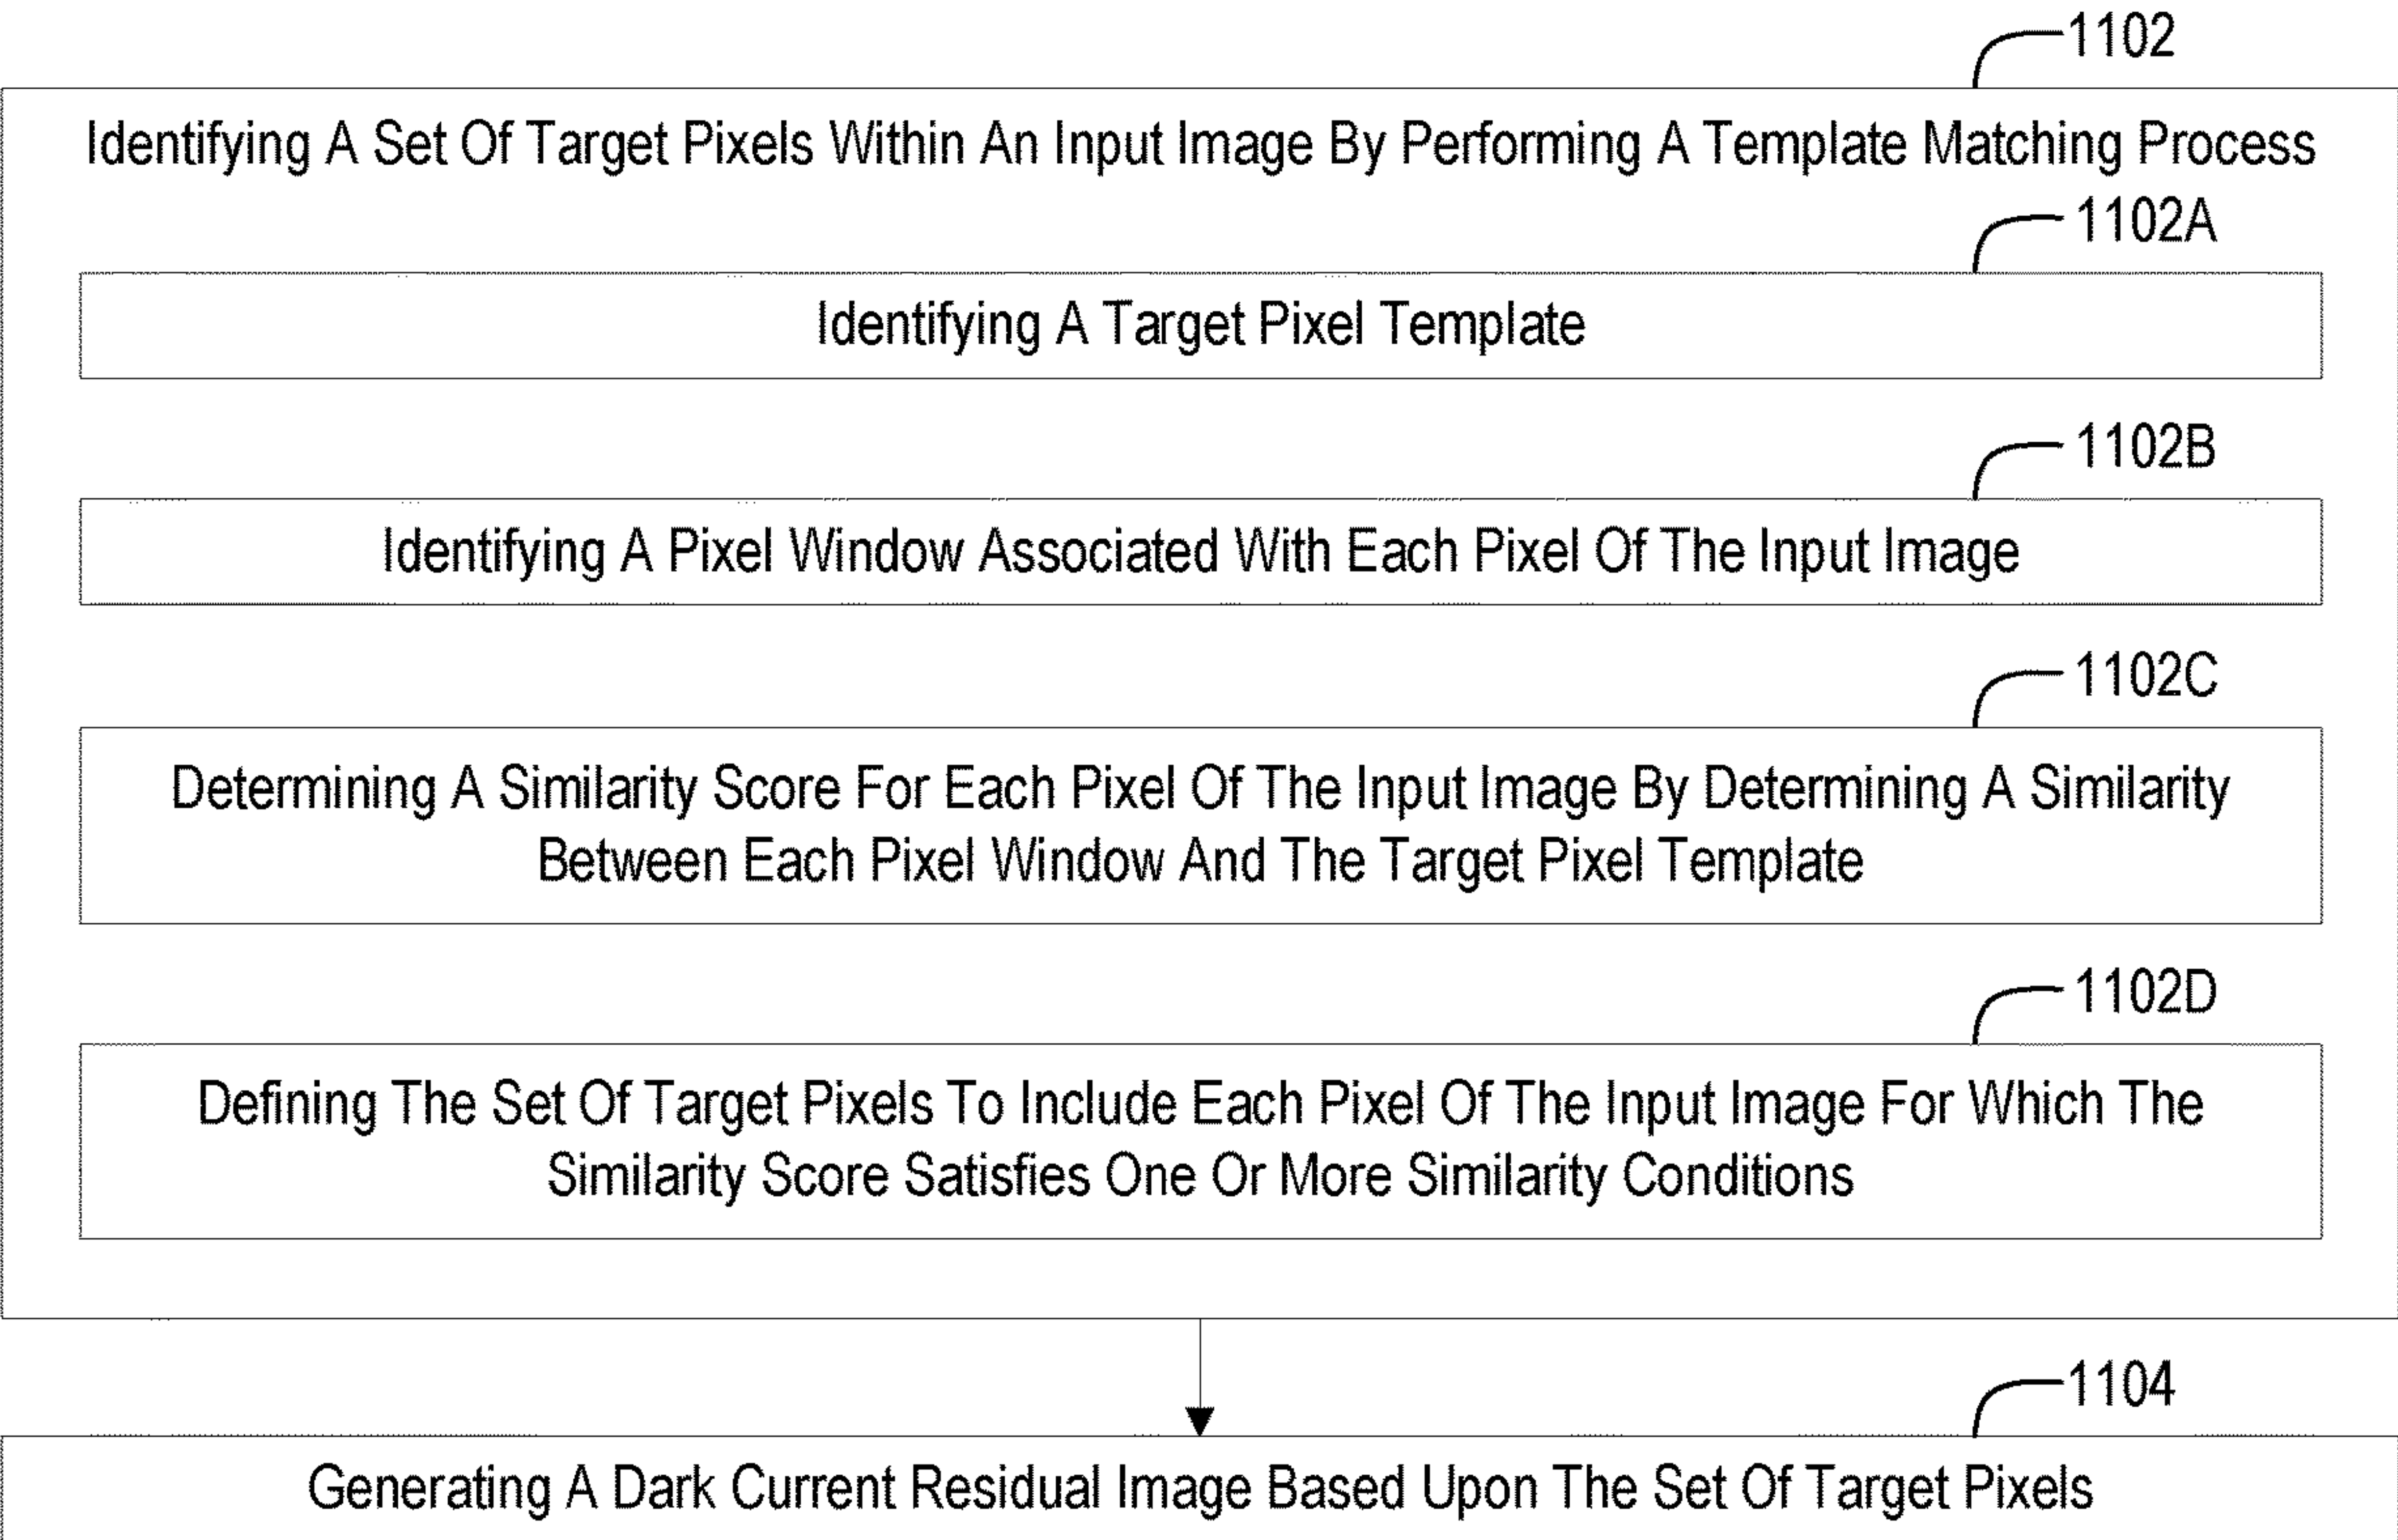 1102
Identifying A Set Of Target Pixels Within An Input Image By Performing A Template Matching Process
1102A
Identifying A Target Pixel Template
1102B
Identifying A Pixel Window Associated With Each Pixel Of The Input Image
1102C
Determining A Similarity Score For Each Pixel Of The Input Image By Determining A Similarity
Between Each Pixel Window And The Target Pixel Template
1102D
Defining The Set Of Target Pixels To Include Each Pixel Of The Input Image For Which The
Similarity Score Satisfies One Or More Similarity Conditions
1104
Generating A Dark Current Residual Image Based Upon The Set Of Target Pixels